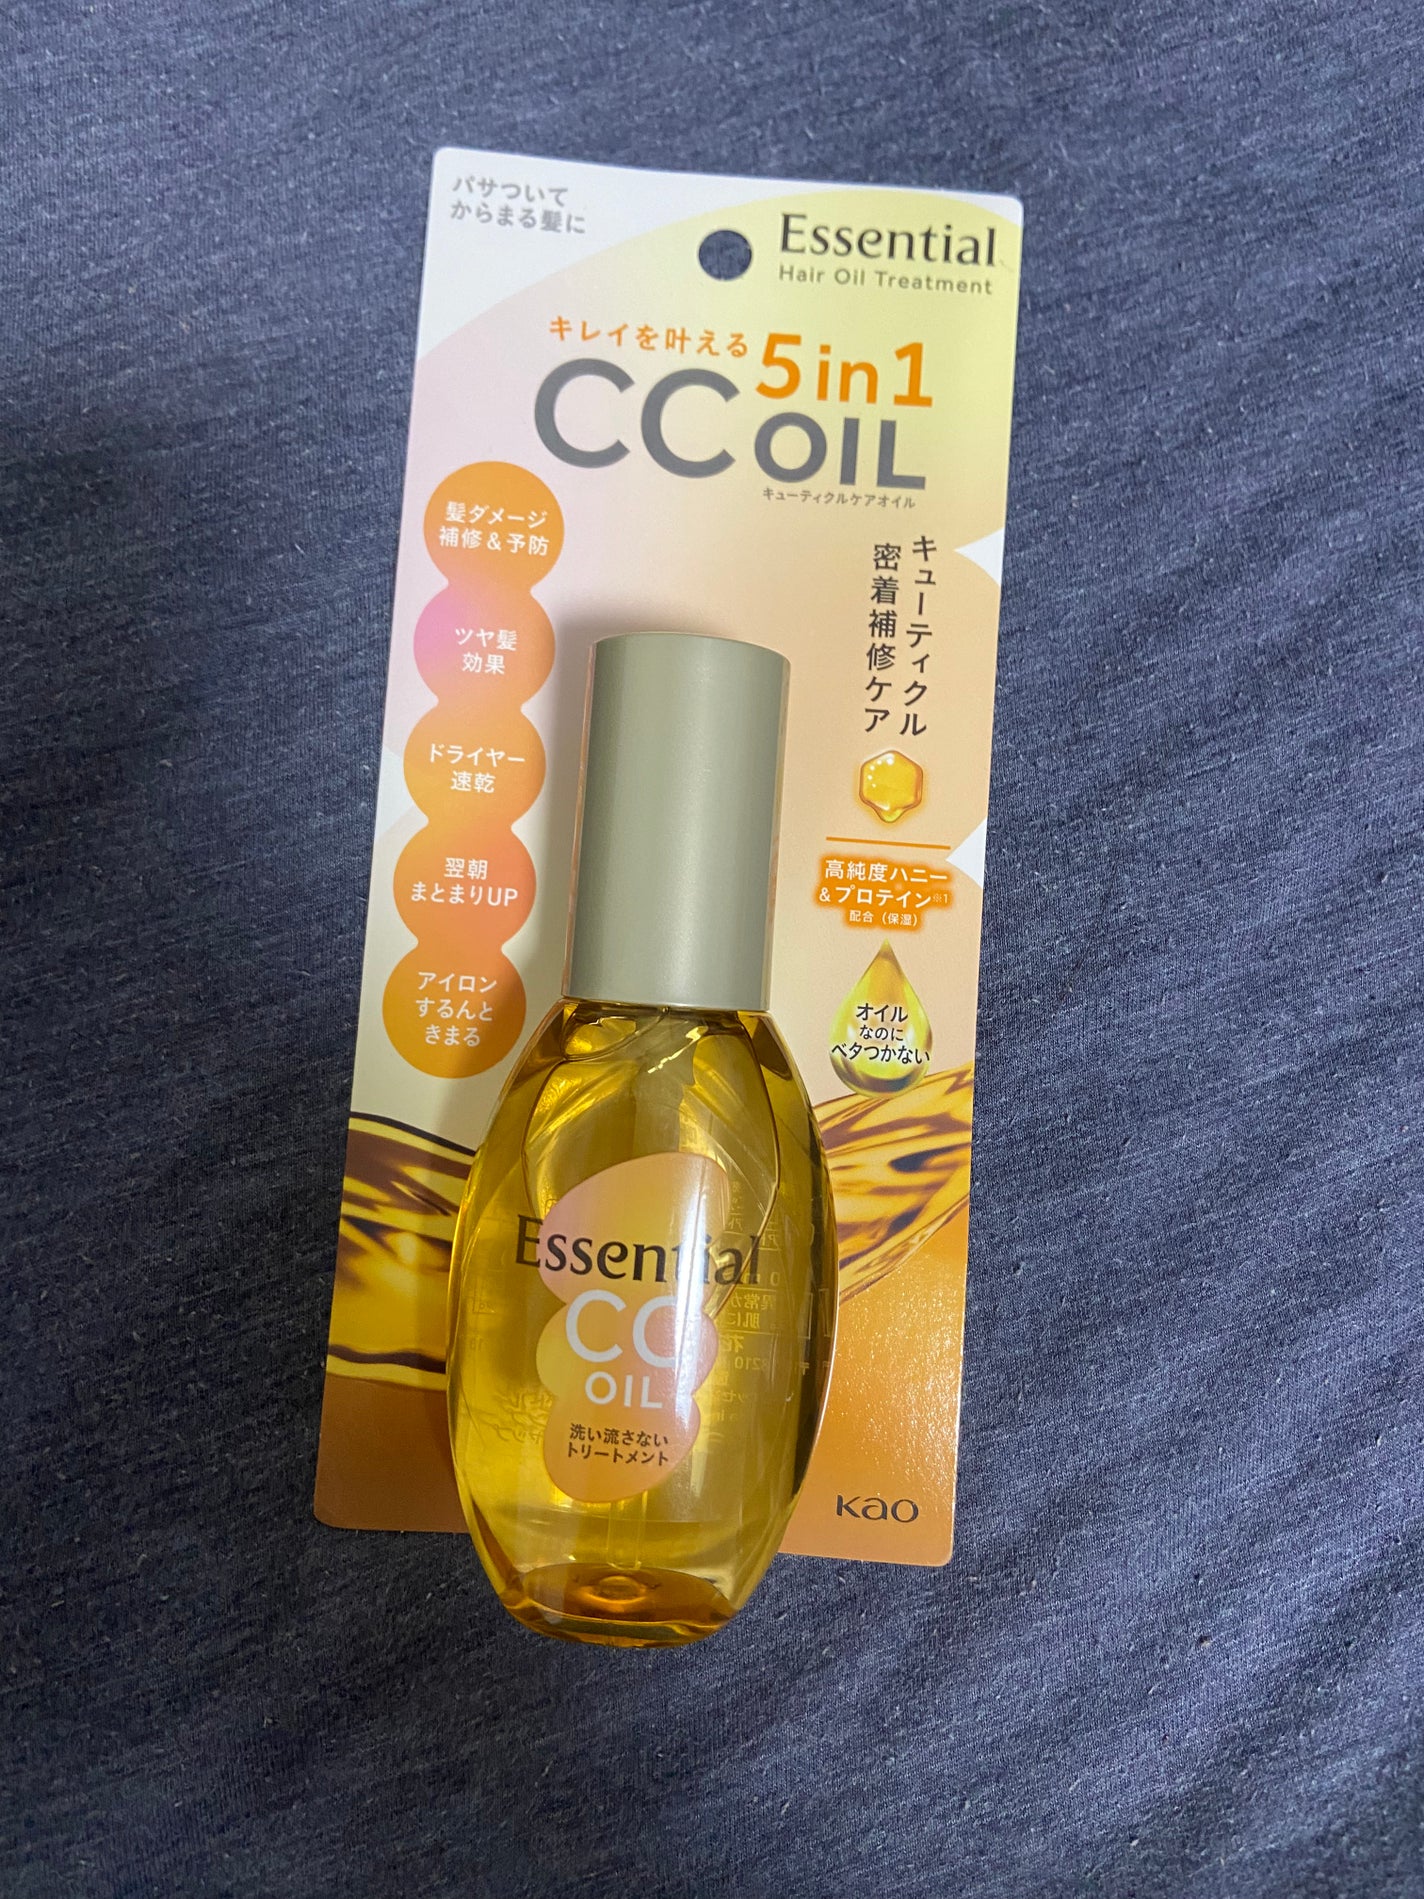 パサついて
からまる髪に
Essential
Hair Oil Treatment
キレイを叶える
5in1
CC OIL
キューティクルケアオイル
髪ダメージ
補修＆予防
ツヤ髪
効果
ドライヤー
速乾
翌朝
まとまりUP
アイロン
するんと
きまる
キューティクル
密着補修ケア
高純度ハニー
＆プロテイン※1
配合（保湿）
オイル
なのに
ベタつかない
Essential
CC
OIL
洗い流さない
トリートメント
Kao